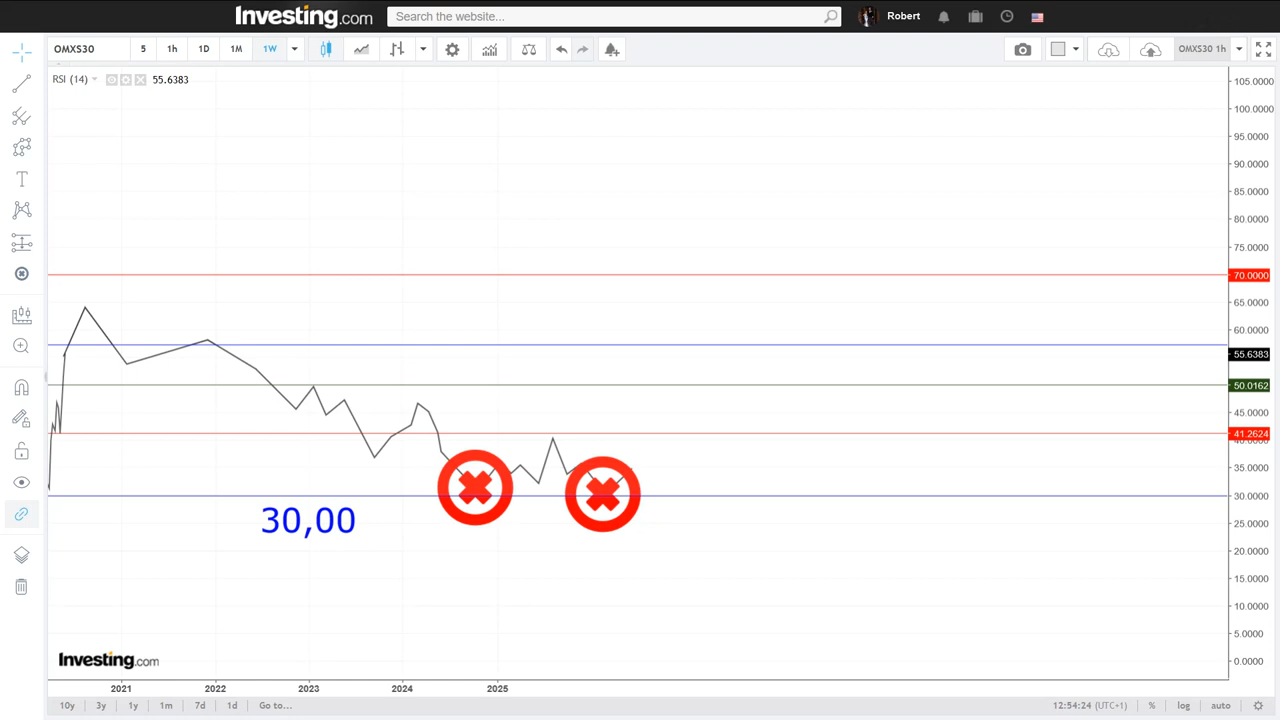 Investing.com
Search the website...
Robert
OMXS30 5 1h 1D 1M 1W
OMXS30 1h
RSI (14) 55.6383
105.0000
100.0000
95.0000
90.0000
85.0000
80.0000
75.0000
70.0000
65.0000
60.0000
55.6383
50.0162
45.0000
41.2624
40.0000
35.0000
30.0000
30,00
25.0000
20.0000
15.0000
10.0000
5.0000
0.0000
Investing.com
2021 2022 2023 2024 2025
10y 3y 1y 1m 7d 1d Go to...
12:54:24 (UTC+1) % log auto